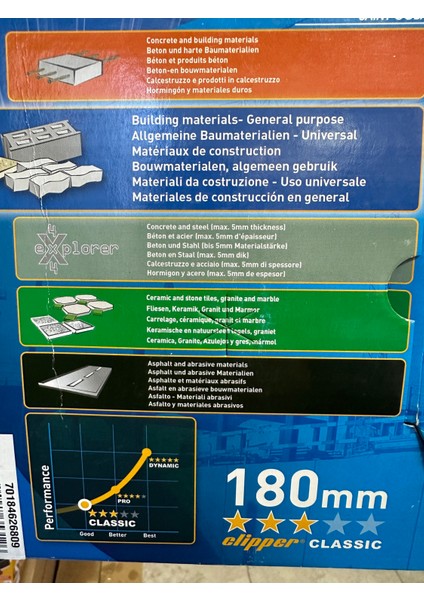 Concrete and building materials
Beton und harte Baumaterialien
Béton et produits béton
Beton-en bouwmaterialen
Calcestruzzo e prodotti in calcestruzzo
Hormingón y materiales duros
Building materials- General purpose
Allgemeine Baumaterialien - Universal
Matériaux de construction
Bouwmaterialen, algemeen gebruik
Materiali da costruzione - Uso universale
Materiales de construcción en general
explorer
4x4
Concrete and steel (max. 5mm thickness)
Béton et acier (max. 5mm d'épaisseur)
Beton und Stahl (bis 5mm Materialstärke)
Beton en Staal (max. 5mm dik)
Calcestruzzo e acciaio (max. 5mm di spessore)
Hormigon y acero (max. 5mm de espesor)
Ceramic and stone tiles, granite and marble
Fliesen, Keramik, Granit und Marmor
Carrelage, céramique, granit si marbre
Keramische en natuursteen tegels, graniet
Ceramica, Granito, Azulejos y gres, mármol
Asphalt and abrasive materials
Asphalt und abrasive Materialien
Asphalte et matériaux abrasifs
Asfalt en abrasieve bouwmaterialen
Asfalto - Materiali abrasivi
Asfalto y materiales abrasivos
Performance
DYNAMIC
PRO
CLASSIC
Good Better Best
180mm
clipper® CLASSIC
70184626809